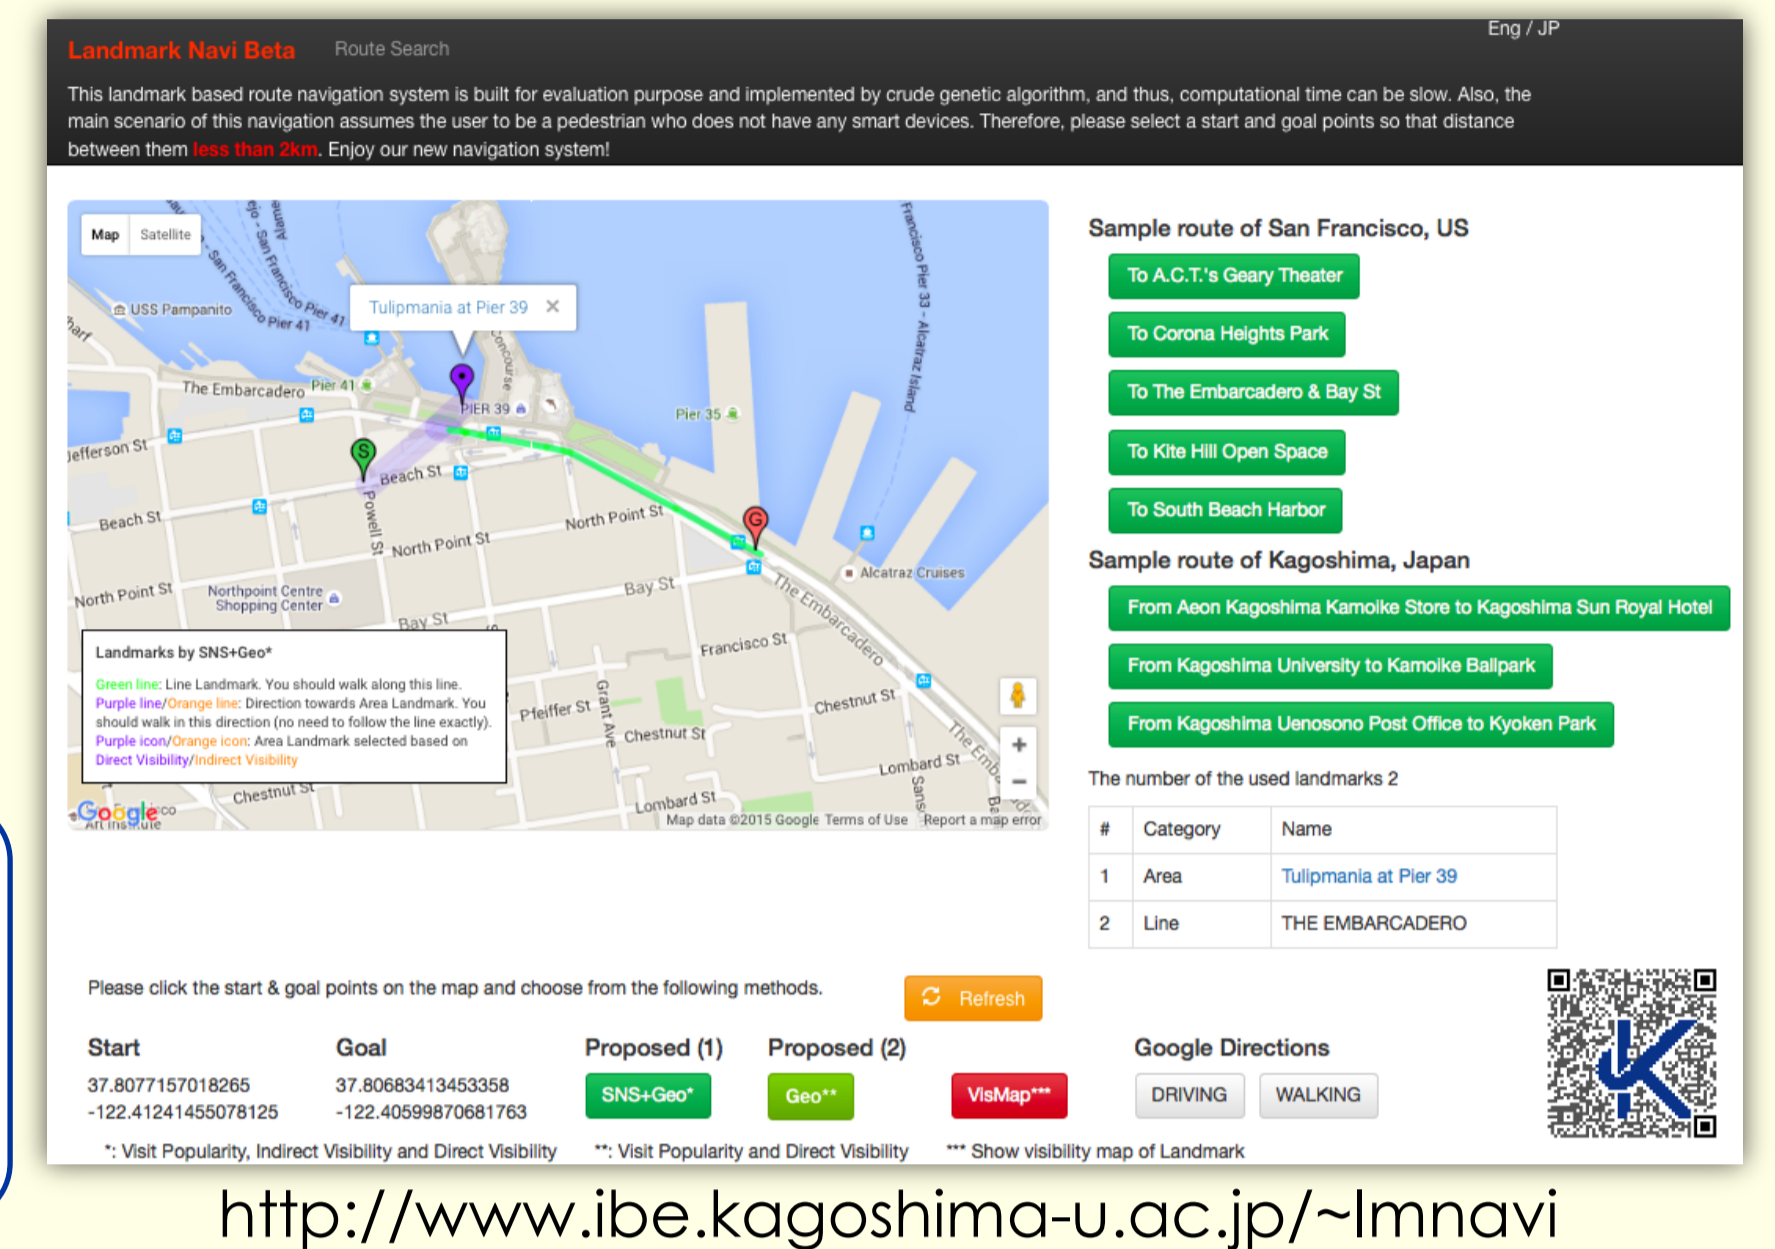 Eng / JP
Landmark Navi Beta Route Search
This landmark based route navigation system is built for evaluation purpose and implemented by crude genetic algorithm, and thus, computational time can be slow. Also, the
main scenario of this navigation assumes the user to be a pedestrian who does not have any smart devices. Therefore, please select a start and goal points so that distance
between them less than 2km. Enjoy our new navigation system!
Map Satellite
San Francisco Pier 41
San Francisco Pier 33 - Alcatraz Island
USS Pampanito
Tulipmania at Pier 39 ×
Concourse
The Embarcadero
Pier 41
PIER 39
Pier 35
Jefferson St
S
Beach St
Beach St
Powell St
North Point St
G
North Point St
North Point St
Northpoint Centre
Shopping Center
Bay St
Bay St
The Embarcadero
Alcatraz Cruises
Francisco St
Grant Ave
Pfeiffer St
Chestnut St
Chestnut St
Lombard St
Lombard St
Chestnut St
Landmarks by SNS+Geo*
Green line: Line Landmark. You should walk along this line.
Purple line/Orange line: Direction towards Area Landmark. You
should walk in this direction (no need to follow the line exactly).
Purple icon/Orange icon: Area Landmark selected based on
Direct Visibility/Indirect Visibility
Google
Map data ©2015 Google Terms of Use Report a map error
Sample route of San Francisco, US
To A.C.T.'s Geary Theater
To Corona Heights Park
To The Embarcadero & Bay St
To Kite Hill Open Space
To South Beach Harbor
Sample route of Kagoshima, Japan
From Aeon Kagoshima Kamoike Store to Kagoshima Sun Royal Hotel
From Kagoshima University to Kamoike Ballpark
From Kagoshima Uenosono Post Office to Kyoken Park
The number of the used landmarks 2
# Category Name
1 Area Tulipmania at Pier 39
2 Line THE EMBARCADERO
Please click the start & goal points on the map and choose from the following methods.
Refresh
Start Goal Proposed (1) Proposed (2) Google Directions
37.8077157018265 37.80683413453358
-122.41241455078125 -122.40599870681763
SNS+Geo* Geo** VisMap*** DRIVING WALKING
*: Visit Popularity, Indirect Visibility and Direct Visibility **: Visit Popularity and Direct Visibility *** Show visibility map of Landmark
http://www.ibe.kagoshima-u.ac.jp/~lmnavi